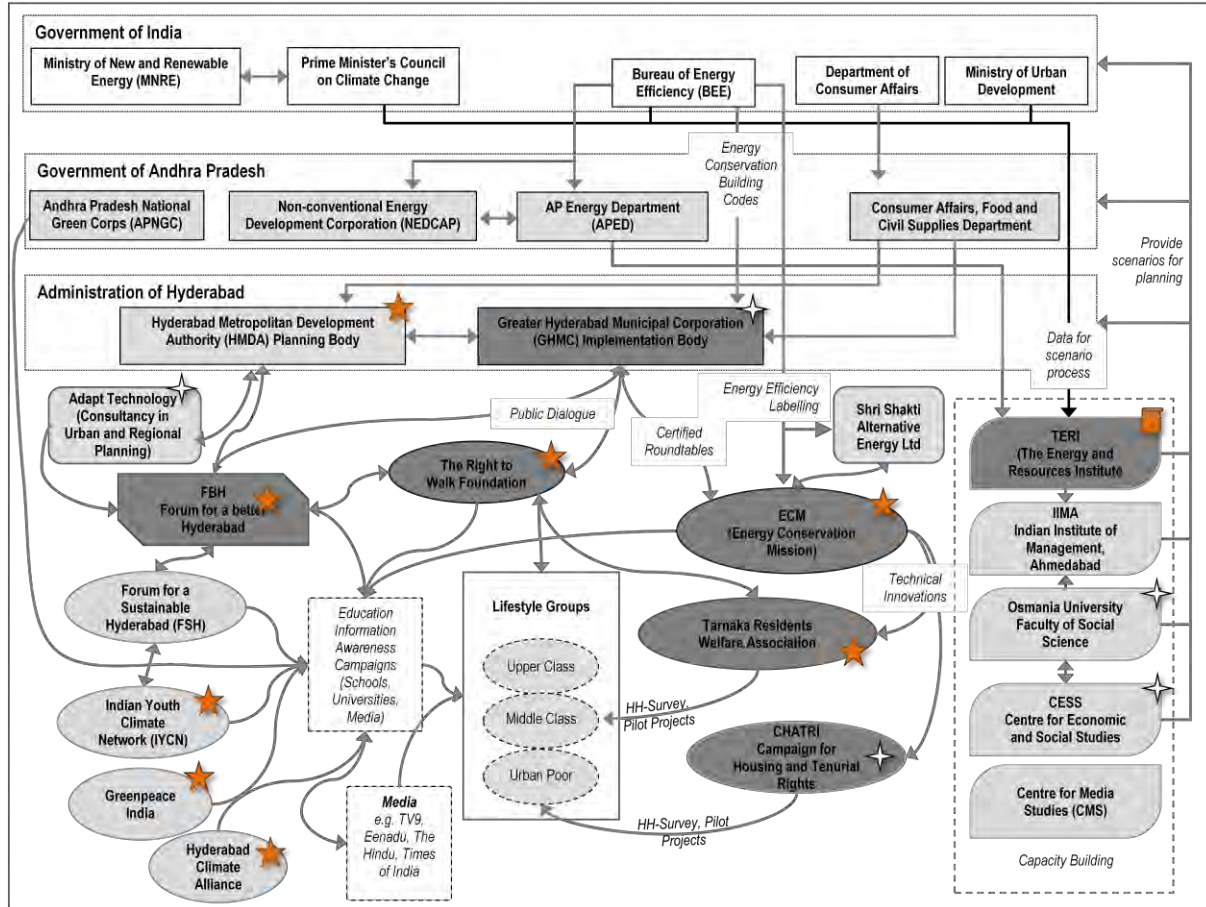 Government of India
Ministry of New and Renewable
Energy (MNRE)
Prime Minister's Council
on Climate Change
Bureau of Energy
Efficiency (BEE)
Department of
Consumer Affairs
Ministry of Urban
Development
Energy
Conservation
Building
Codes
Government of Andhra Pradesh
Andhra Pradesh National
Green Corps (APNGC)
Non-conventional Energy
Development Corporation (NEDCAP)
AP Energy Department
(APED)
Consumer Affairs, Food and
Civil Supplies Department
Provide
scenarios for
planning
Administration of Hyderabad
Hyderabad Metropolitan Development
Authority (HMDA) Planning Body
Greater Hyderabad Municipal Corporation
(GHMC) Implementation Body
Data for
scenario
process
Adapt Technology
(Consultancy in
Urban and Regional
Planning)
Public Dialogue
Energy Efficiency
Labelling
Certified
Roundtables
Shri Shakti
Alternative
Energy Ltd
TERI
(The Energy and
Resources Institute)
FBH
Forum for a better
Hyderabad
The Right to
Walk Foundation
ECM
(Energy Conservation
Mission)
IIMA
Indian Institute of
Management,
Ahmedabad
Technical
Innovations
Forum for a
Sustainable
Hyderabad (FSH)
Education
Information
Awareness
Campaigns
(Schools,
Universities,
Media)
Lifestyle Groups
Upper Class
Middle Class
Urban Poor
Tarnaka Residents
Welfare Association
Osmania University
Faculty of Social
Science
Indian Youth
Climate
Network (IYCN)
HH-Survey,
Pilot Projects
CHATRI
Campaign for
Housing and Tenurial
Rights
CESS
Centre for Economic
and Social Studies
Greenpeace
India
Media
e.g. TV9,
Eenadu, The
Hindu, Times
of India
HH-Survey, Pilot
Projects
Centre for Media
Studies (CMS)
Hyderabad
Climate
Alliance
Capacity Building